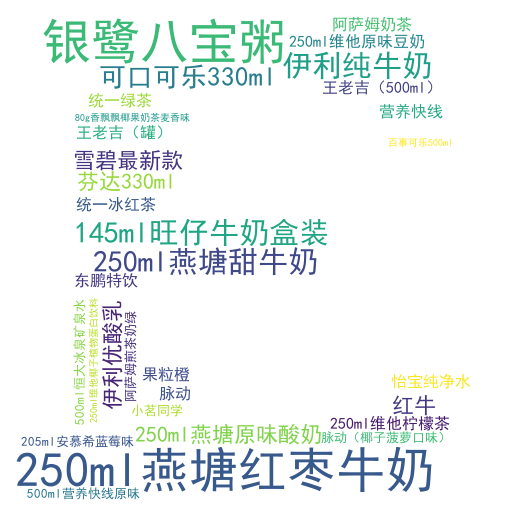 阿萨姆奶茶
银鹭八宝粥
250ml维他原味豆奶
伊利纯牛奶
可口可乐330ml
王老吉（500ml）
统一绿茶
营养快线
80g香飘飘椰果奶茶麦香味
王老吉（罐）
百事可乐500ml
雪碧最新款
芬达330ml
统一冰红茶
145ml旺仔牛奶盒装
250ml燕塘甜牛奶
东鹏特饮
500ml恒大冰泉矿泉水
250ml维他椰子植物蛋白饮料
伊利优酸乳
阿萨姆煎茶奶绿
果粒橙
怡宝纯净水
脉动
红牛
小茗同学
250ml维他柠檬茶
250ml燕塘原味酸奶
脉动（椰子菠萝口味）
205ml安慕希蓝莓味
250ml燕塘红枣牛奶
500ml营养快线原味